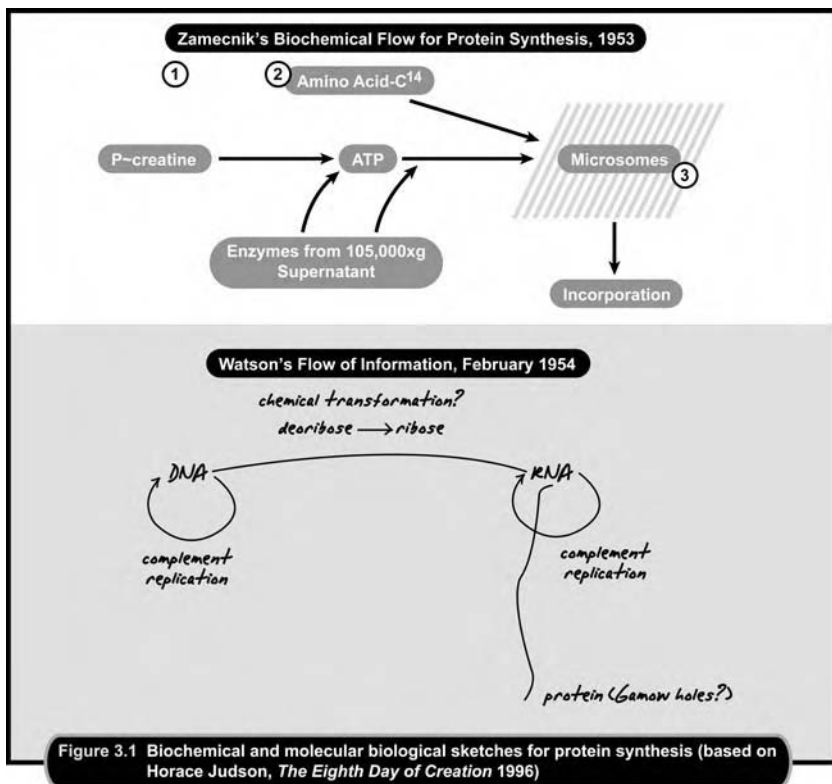 Zamecnik's Biochemical Flow for Protein Synthesis, 1953
1
2
Amino Acid-C14
P~creatine
ATP
Microsomes
3
Enzymes from 105,000xg
Supernatant
Incorporation
Watson's Flow of Information, February 1954
chemical transformation?
deoribose → ribose
DNA
RNA
complement
replication
complement
replication
protein (Gamow holes?)
Figure 3.1 Biochemical and molecular biological sketches for protein synthesis (based on
Horace Judson, The Eighth Day of Creation 1996)